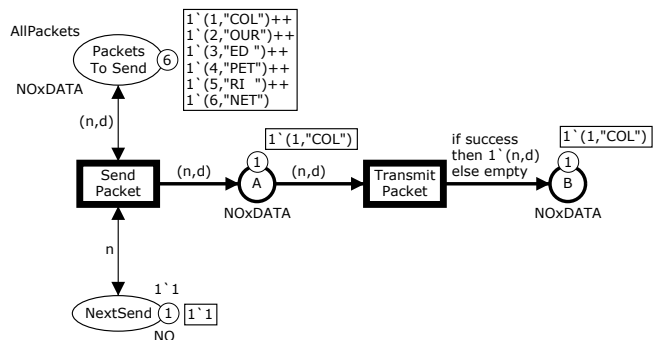 AllPackets
Packets
To Send
6
1`(1,"COL")++
1`(2,"OUR")++
1`(3,"ED ")++
1`(4,"PET")++
1`(5,"RI  ")++
1`(6,"NET")
NOxDATA
(n,d)
Send
Packet
(n,d)
1`(1,"COL")
1
A
NOxDATA
(n,d)
Transmit
Packet
if success
then 1`(n,d)
else empty
1`(1,"COL")
1
B
NOxDATA
n
1`1
NextSend
1
1`1
NO